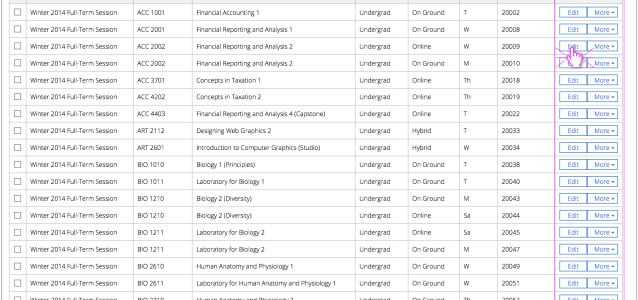 Winter 2014 Full-Term Session ACC 1001 Financial Accounting 1 Undergrad On Ground T 20002 Edit More
Winter 2014 Full-Term Session ACC 2001 Financial Reporting and Analysis 1 Undergrad On Ground W 20008 Edit More
Winter 2014 Full-Term Session ACC 2002 Financial Reporting and Analysis 2 Undergrad Online W 20009 Edit More
Winter 2014 Full-Term Session ACC 2002 Financial Reporting and Analysis 2 Undergrad On Ground M 20010 More
Winter 2014 Full-Term Session ACC 3701 Concepts in Taxation 1 Undergrad Online Th 20018 Edit More
Winter 2014 Full-Term Session ACC 4202 Concepts in Taxation 2 Undergrad Online Th 20019 Edit More
Winter 2014 Full-Term Session ACC 4403 Financial Reporting and Analysis 4 (Capstone) Undergrad Online T 20022 Edit More
Winter 2014 Full-Term Session ART 2112 Designing Web Graphics 2 Undergrad Hybrid T 20033 Edit More
Winter 2014 Full-Term Session ART 2601 Introduction to Computer Graphics (Studio) Undergrad Hybrid W 20034 Edit More
Winter 2014 Full-Term Session BIO 1010 Biology 1 (Principles) Undergrad On Ground T 20038 Edit More
Winter 2014 Full-Term Session BIO 1011 Laboratory for Biology 1 Undergrad On Ground T 20040 Edit More
Winter 2014 Full-Term Session BIO 1210 Biology 2 (Diversity) Undergrad On Ground M 20043 Edit More
Winter 2014 Full-Term Session BIO 1210 Biology 2 (Diversity) Undergrad Online Sa 20044 Edit More
Winter 2014 Full-Term Session BIO 1211 Laboratory for Biology 2 Undergrad Online Sa 20045 Edit More
Winter 2014 Full-Term Session BIO 1211 Laboratory for Biology 2 Undergrad On Ground M 20047 Edit More
Winter 2014 Full-Term Session BIO 2610 Human Anatomy and Physiology 1 Undergrad On Ground W 20049 Edit More
Winter 2014 Full-Term Session BIO 2611 Laboratory for Human Anatomy and Physiology 1 Undergrad On Ground W 20051 Edit More